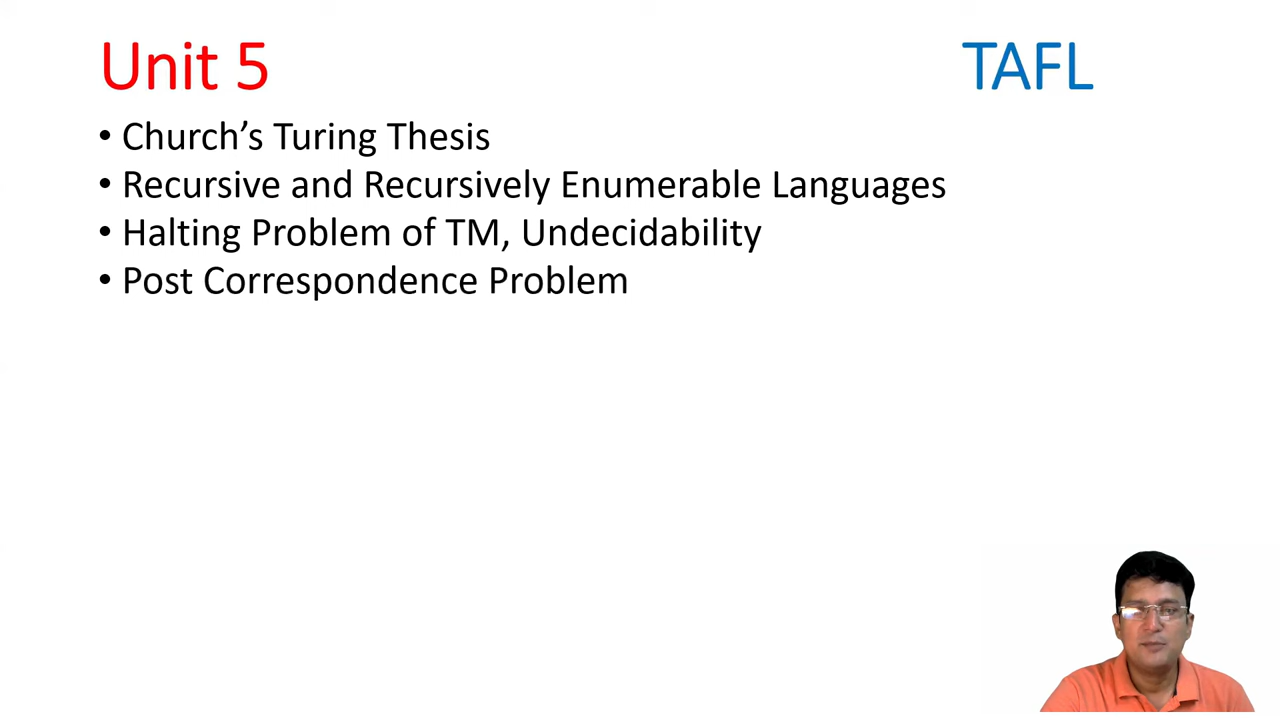 Unit 5 TAFL
• Church’s Turing Thesis
• Recursive and Recursively Enumerable Languages
• Halting Problem of TM, Undecidability
• Post Correspondence Problem